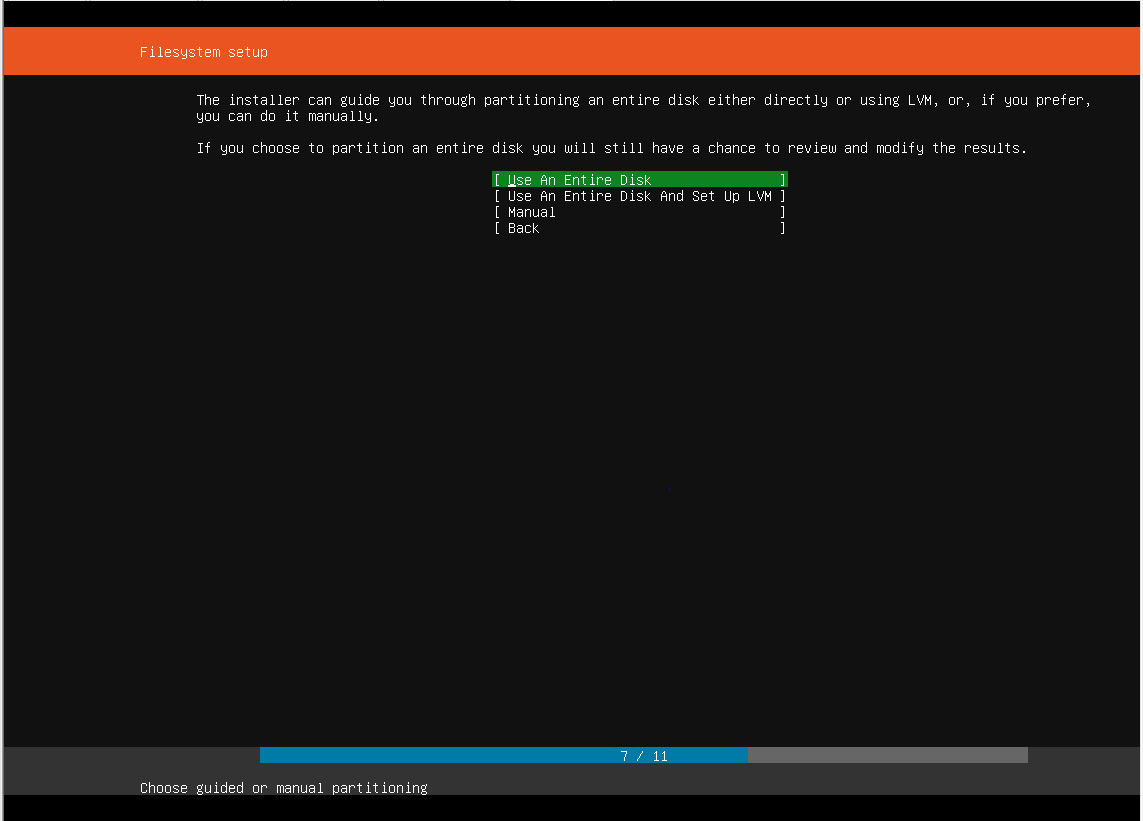 Filesystem setup
The installer can guide you through partitioning an entire disk either directly or using LVM, or, if you prefer,
you can do it manually.
If you choose to partition an entire disk you will still have a chance to review and modify the results.
[ Use An Entire Disk ]
[ Use An Entire Disk And Set Up LVM ]
[ Manual ]
[ Back ]
7 / 11
Choose guided or manual partitioning